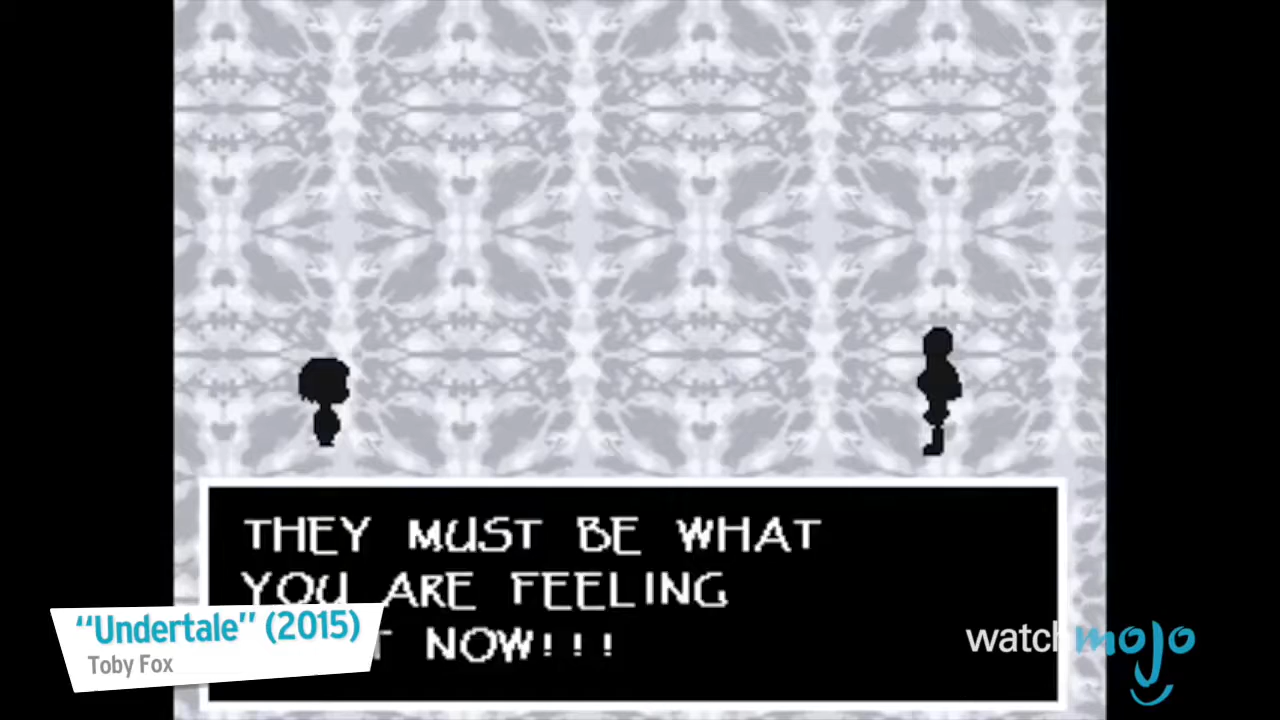 THEY MUST BE WHAT
YOU ARE FEELING
NOW!!!
"Undertale" (2015)
Toby Fox
watchmojo